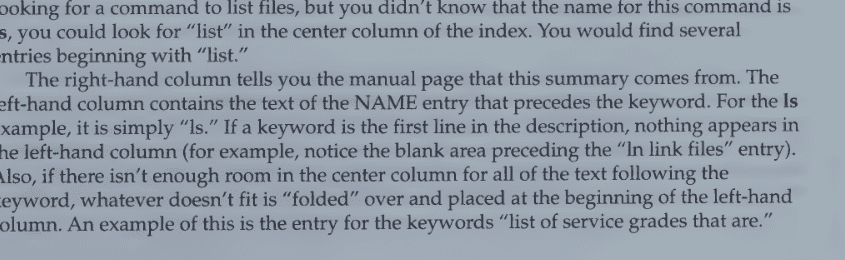 ooking for a command to list files, but you didn't know that the name for this command is
s, you could look for "list" in the center column of the index. You would find several
ntries beginning with "list."
The right-hand column tells you the manual page that this summary comes from. The
eft-hand column contains the text of the NAME entry that precedes the keyword. For the ls
xample, it is simply "ls." If a keyword is the first line in the description, nothing appears in
he left-hand column (for example, notice the blank area preceding the "ln link files" entry).
Also, if there isn't enough room in the center column for all of the text following the
eyword, whatever doesn't fit is "folded" over and placed at the beginning of the left-hand
olumn. An example of this is the entry for the keywords "list of service grades that are."